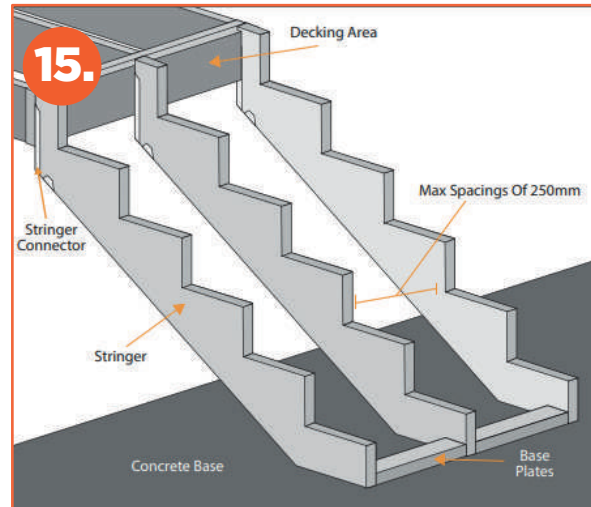 15.
Decking Area
Max Spacings Of 250mm
Stringer
Connector
Stringer
Concrete Base
Base
Plates